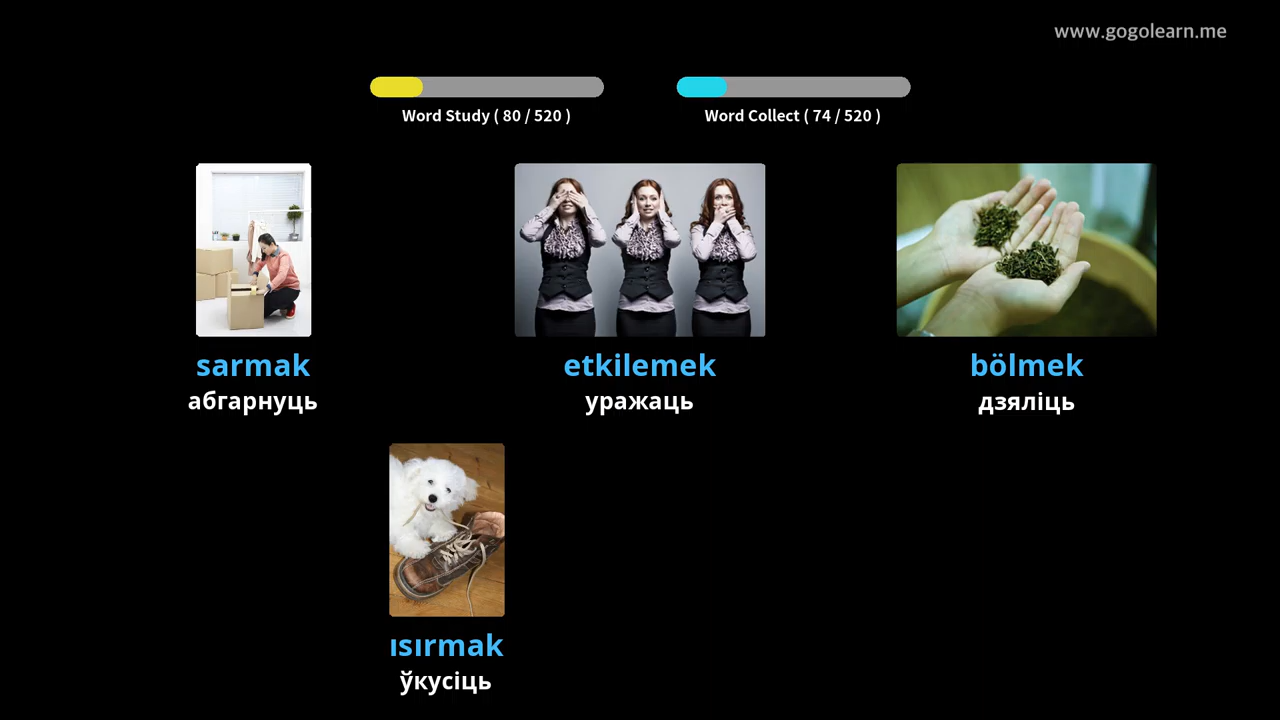 www.gogolearn.me
Word Study ( 80 / 520 )
Word Collect ( 74 / 520 )
sarmak
абгарнуць
etkilemek
уражаць
bölmek
дзяліць
ısırmak
ўкусіць